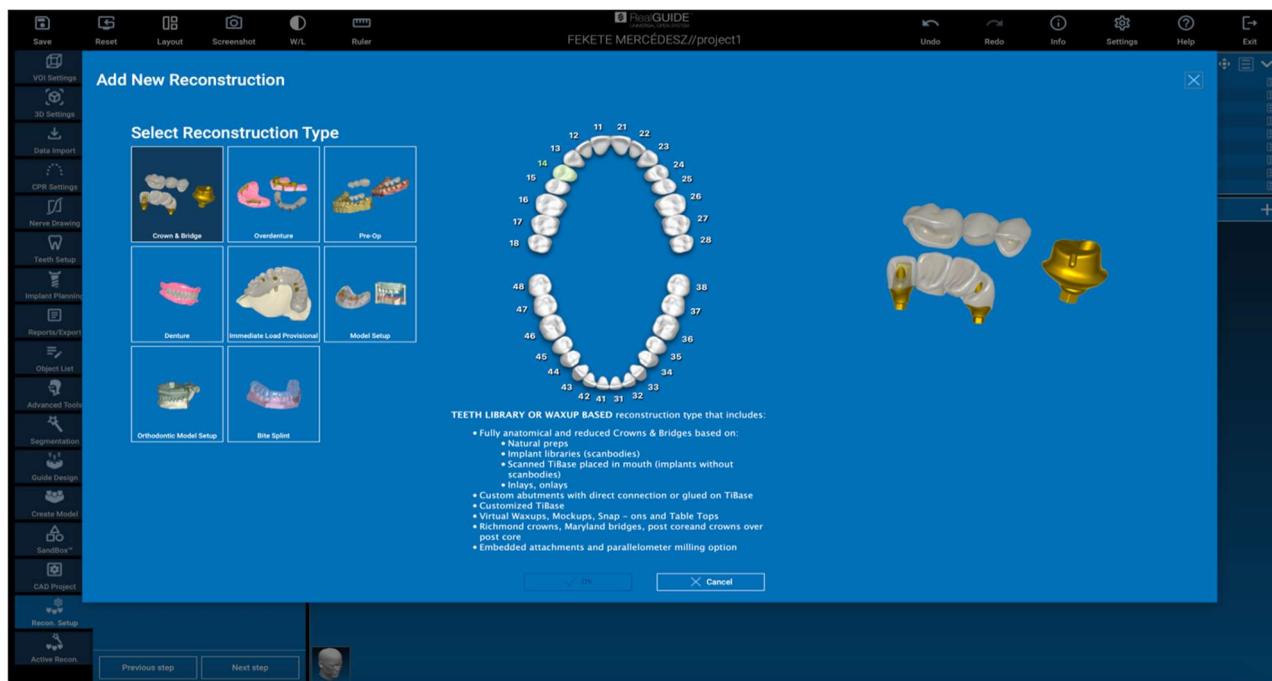 RealGUIDE
UNIVERSAL OPEN SYSTEM
Save
Reset
Layout
Screenshot
W/L
Ruler
FEKETE MERCÉDESZ//project1
Undo
Redo
Info
Settings
Help
Exit
VOI Settings
3D Settings
Data Import
CPR Settings
Nerve Drawing
Teeth Setup
Implant Planning
Reports/Export
Object List
Advanced Tools
Segmentation
Guide Design
Create Model
SandBox™
CAD Project
Recon. Setup
Active Recon.
Add New Reconstruction
Select Reconstruction Type
Crown & Bridge
Overdenture
Pre-Op
Denture
Immediate Load Provisional
Model Setup
Orthodontic Model Setup
Bite Splint
11 21
12 22
13 23
14 24
15 25
16 26
17 27
18 28
48 38
47 37
46 36
45 35
44 34
43 33
42 41 31 32
TEETH LIBRARY OR WAXUP BASED reconstruction type that includes:
• Fully anatomical and reduced Crowns & Bridges based on:
• Natural preps
• Implant libraries (scanbodies)
• Scanned TiBase placed in mouth (implants without
scanbodies)
• Inlays, onlays
• Custom abutments with direct connection or glued on TiBase
• Customized TiBase
• Virtual Waxups, Mockups, Snap – ons and Table Tops
• Richmond crowns, Maryland bridges, post coreand crowns over
post core
• Embedded attachments and parallelometer milling option
Ok
Cancel
Previous step
Next step